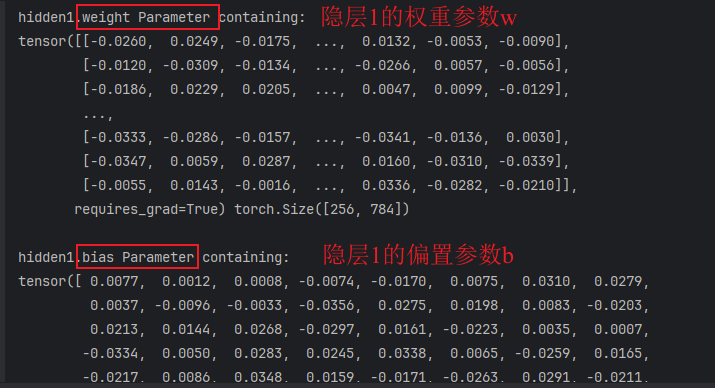 hidden1.weight Parameter containing: 隐层1的权重参数w
tensor([[-0.0260,  0.0249, -0.0175,  ...,  0.0132, -0.0053, -0.0090],
[-0.0120, -0.0309, -0.0134,  ..., -0.0266,  0.0057, -0.0056],
[-0.0186,  0.0229,  0.0205,  ...,  0.0047,  0.0099, -0.0129],
...,
[-0.0333, -0.0286, -0.0157,  ..., -0.0341, -0.0136,  0.0030],
[-0.0347,  0.0059,  0.0287,  ...,  0.0160, -0.0310, -0.0339],
[-0.0055,  0.0143, -0.0016,  ...,  0.0336, -0.0282, -0.0210]],
requires_grad=True) torch.Size([256, 784])
hidden1.bias Parameter containing: 隐层1的偏置参数b
tensor([ 0.0077,  0.0012,  0.0008, -0.0074, -0.0170,  0.0075,  0.0310,  0.0279,
0.0037, -0.0096, -0.0033, -0.0356,  0.0275,  0.0198,  0.0083, -0.0203,
0.0213,  0.0144,  0.0268, -0.0297,  0.0161, -0.0223,  0.0035,  0.0007,
-0.0334,  0.0050,  0.0283,  0.0245,  0.0338,  0.0065, -0.0259,  0.0165,
-0.0217,  0.0086,  0.0348,  0.0159, -0.0171, -0.0263,  0.0291, -0.0211,